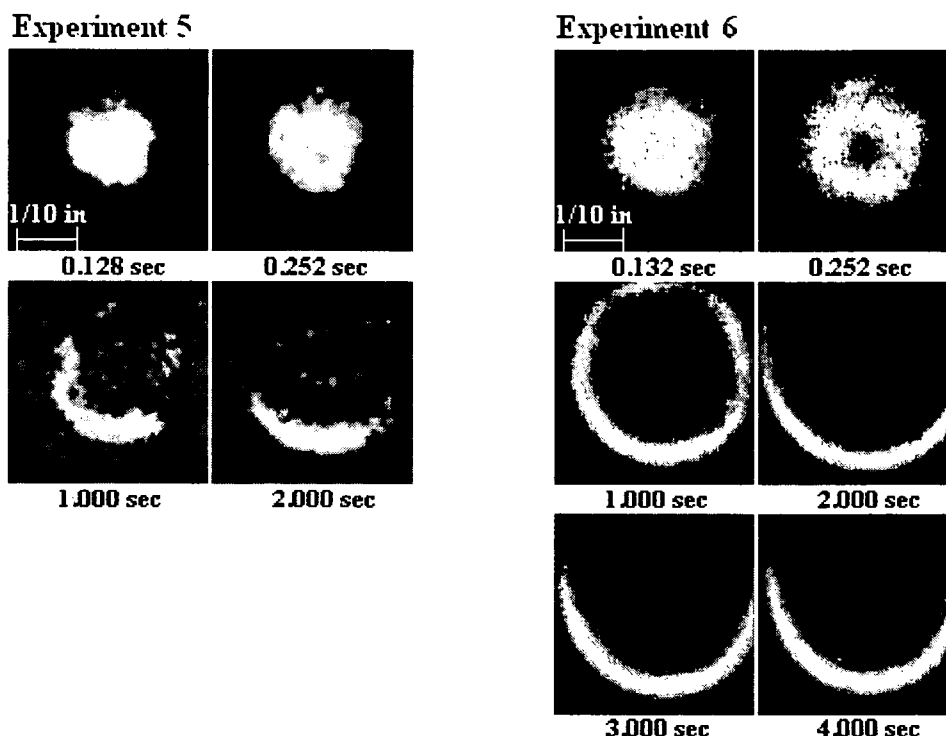 Experiment 5
Experiment 6
1/10 in
1/10 in
0.128 sec
0.252 sec
0.132 sec
0.252 sec
1.000 sec
2.000 sec
1.000 sec
2.000 sec
3.000 sec
4.000 sec